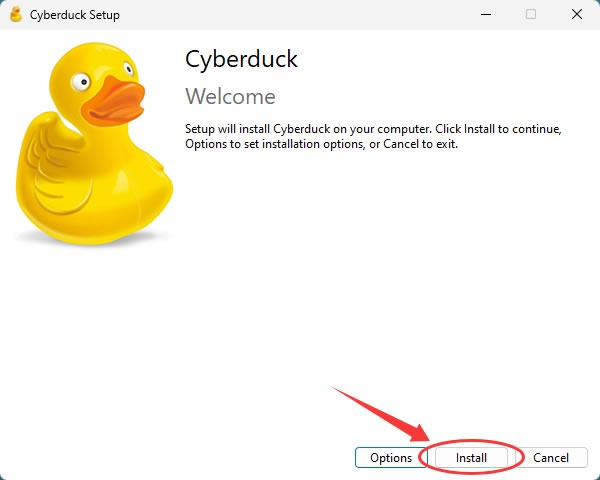 Cyberduck Setup
Cyberduck
Welcome
Setup will install Cyberduck on your computer. Click Install to continue,
Options to set installation options, or Cancel to exit.
Options Install Cancel